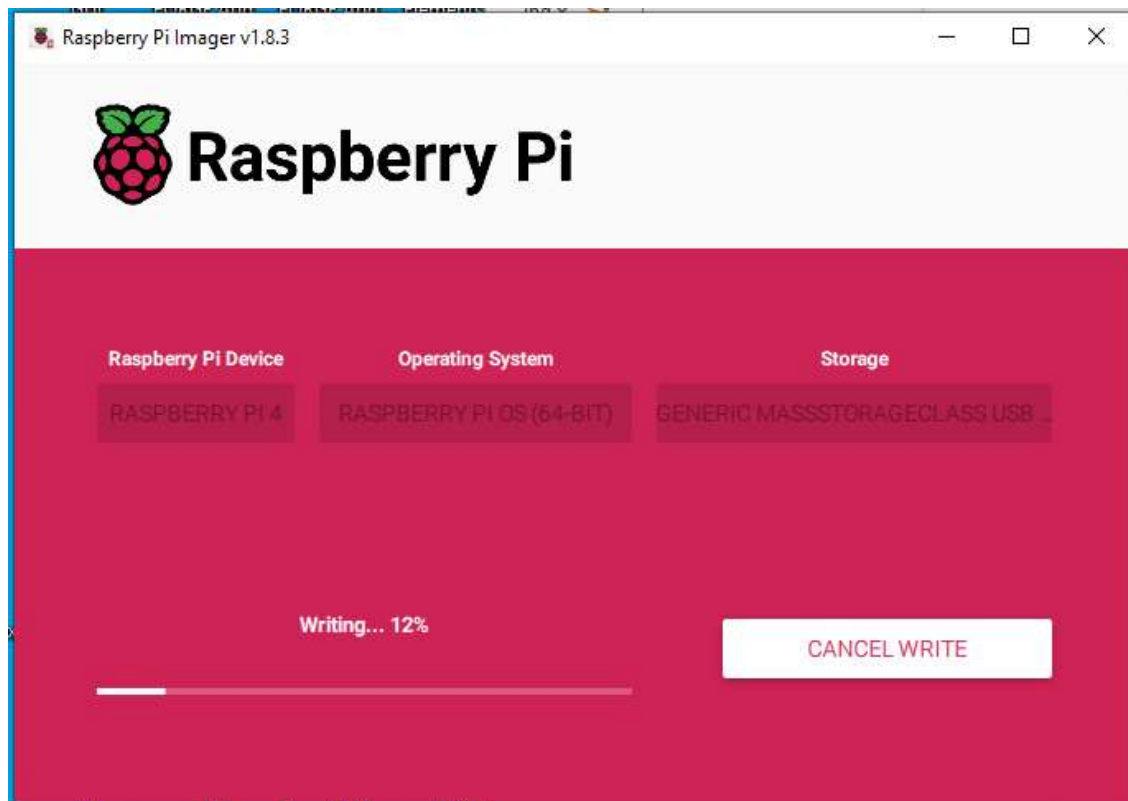 Raspberry Pi Imager v1.8.3
Raspberry Pi
Raspberry Pi Device Operating System Storage
RASPBERRY PI 4 RASPBERRY PI OS (64-BIT) GENERIC MASSSTORAGECLASS USB ...
Writing... 12%
CANCEL WRITE